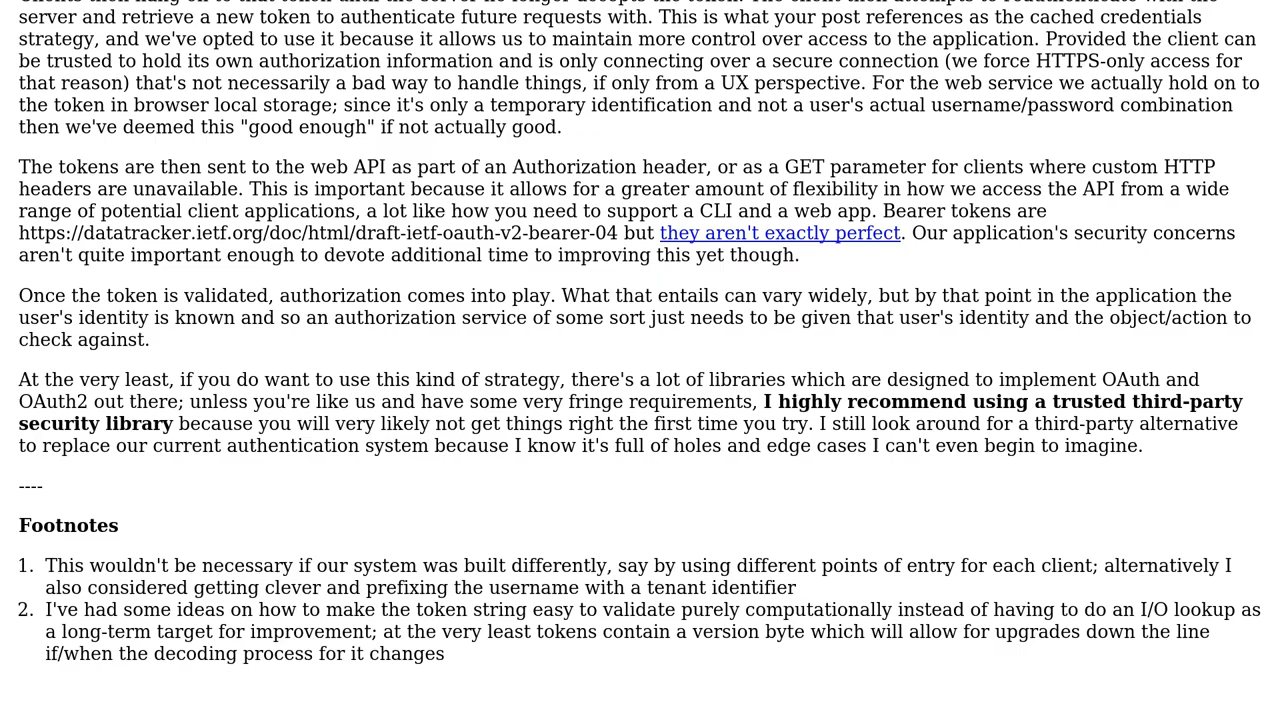 server and retrieve a new token to authenticate future requests with. This is what your post references as the cached credentials
strategy, and we've opted to use it because it allows us to maintain more control over access to the application. Provided the client can
be trusted to hold its own authorization information and is only connecting over a secure connection (we force HTTPS-only access for
that reason) that's not necessarily a bad way to handle things, if only from a UX perspective. For the web service we actually hold on to
the token in browser local storage; since it's only a temporary identification and not a user's actual username/password combination
then we've deemed this "good enough" if not actually good.
The tokens are then sent to the web API as part of an Authorization header, or as a GET parameter for clients where custom HTTP
headers are unavailable. This is important because it allows for a greater amount of flexibility in how we access the API from a wide
range of potential client applications, a lot like how you need to support a CLI and a web app. Bearer tokens are
https://datatracker.ietf.org/doc/html/draft-ietf-oauth-v2-bearer-04 but they aren't exactly perfect. Our application's security concerns
aren't quite important enough to devote additional time to improving this yet though.
Once the token is validated, authorization comes into play. What that entails can vary widely, but by that point in the application the
user's identity is known and so an authorization service of some sort just needs to be given that user's identity and the object/action to
check against.
At the very least, if you do want to use this kind of strategy, there's a lot of libraries which are designed to implement OAuth and
OAuth2 out there; unless you're like us and have some very fringe requirements, I highly recommend using a trusted third-party
security library because you will very likely not get things right the first time you try. I still look around for a third-party alternative
to replace our current authentication system because I know it's full of holes and edge cases I can't even begin to imagine.
----
Footnotes
1. This wouldn't be necessary if our system was built differently, say by using different points of entry for each client; alternatively I
also considered getting clever and prefixing the username with a tenant identifier
2. I've had some ideas on how to make the token string easy to validate purely computationally instead of having to do an I/O lookup as
a long-term target for improvement; at the very least tokens contain a version byte which will allow for upgrades down the line
if/when the decoding process for it changes